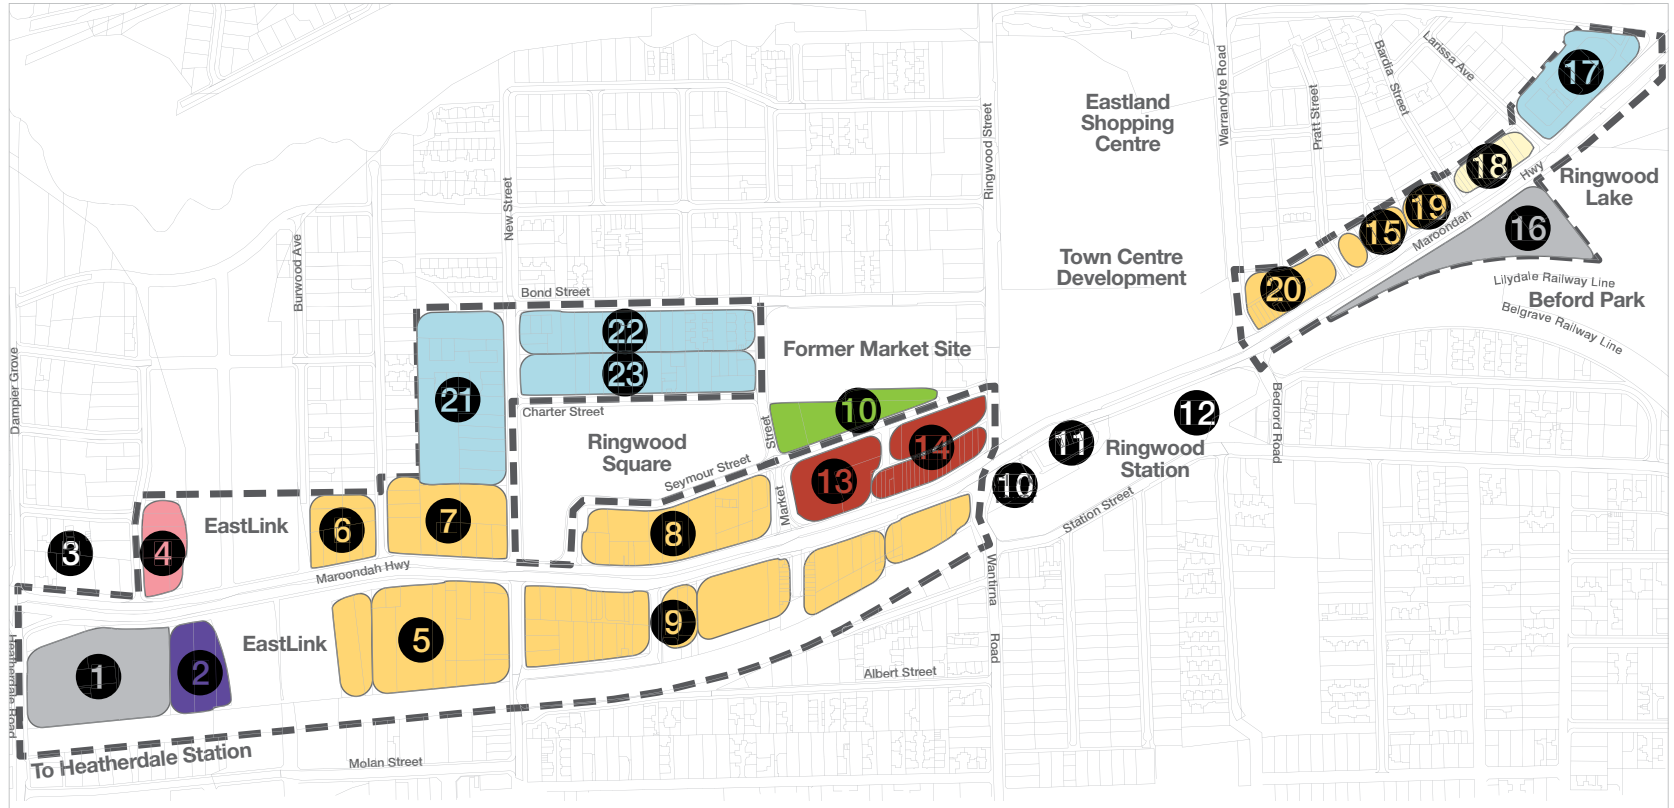 17
Larissa Ave
Bardia Street
Warrandyte Road
Pratt Street
Eastland
Shopping
Centre
Ringwood Street
18
Hwy
Ringwood
Lake
New Street
19
15
Maroondah
16
Burwood Ave
Town Centre
Development
20
Lilydale Railway Line
Beford Park
Belgrave Railway Line
Bond Street
22
23
Former Market Site
Dampier Grove
21
Charter Street
10
Street
12
Bedrord Road
Ringwood
Square
14
11
Ringwood
Station
Seymour Street
13
10
Market
Station Street
EastLink
6
7
8
3
4
Maroondah Hwy
Wantirna
Road
EastLink
5
9
1
2
Heatherdale Road
Albert Street
To Heatherdale Station
Molan Street